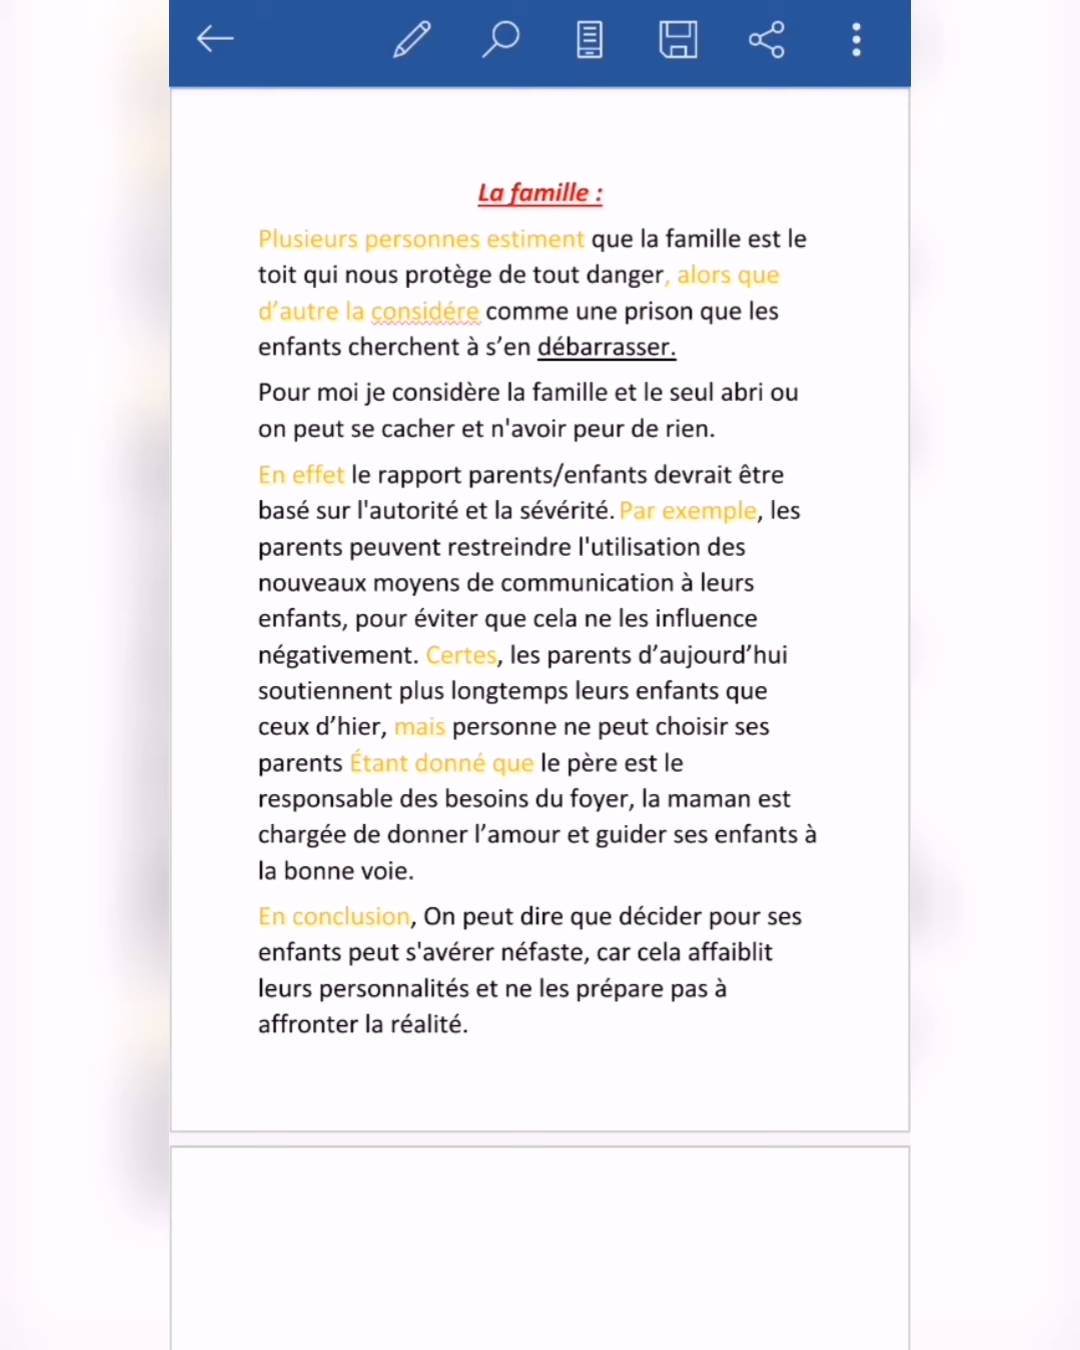 La famille :
Plusieurs personnes estiment que la famille est le
toit qui nous protège de tout danger, alors que
d’autre la considére comme une prison que les
enfants cherchent à s’en débarrasser.
Pour moi je considère la famille et le seul abri ou
on peut se cacher et n'avoir peur de rien.
En effet le rapport parents/enfants devrait être
basé sur l'autorité et la sévérité. Par exemple, les
parents peuvent restreindre l'utilisation des
nouveaux moyens de communication à leurs
enfants, pour éviter que cela ne les influence
négativement. Certes, les parents d’aujourd’hui
soutiennent plus longtemps leurs enfants que
ceux d’hier, mais personne ne peut choisir ses
parents Étant donné que le père est le
responsable des besoins du foyer, la maman est
chargée de donner l’amour et guider ses enfants à
la bonne voie.
En conclusion, On peut dire que décider pour ses
enfants peut s'avérer néfaste, car cela affaiblit
leurs personnalités et ne les prépare pas à
affronter la réalité.